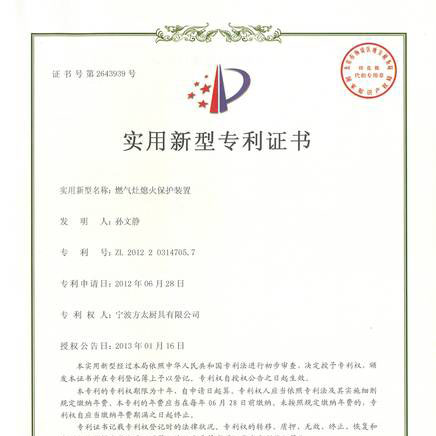 证书号第2643939号
代扣专用章
实用新型专利证书
实用新型名称：燃气灶熄火保护装置
发明人：孙文静
专利号：ZL 2012 2 0314705.7
专利申请日：2012年06月28日
专利权人：宁波方太厨具有限公司
授权公告日：2013年01月16日
本实用新型经过本局依照中华人民共和国专利法进行初步审查，决定授予专利权，颁
发本证书并在专利登记簿上予以登记。专利权自授权公告之日起生效。
本专利的专利权期限为十年，自申请日起算。专利权人应当依照专利法及其实施细则
规定缴纳年费。本专利的年费应当在每年06月28日前缴纳。未按照规定缴纳年费的，专
利权自应当缴纳年费期满之日起终止。
专利证书记载专利权登记时的法律状况。专利权的转移、质押、无效、终止、恢复和